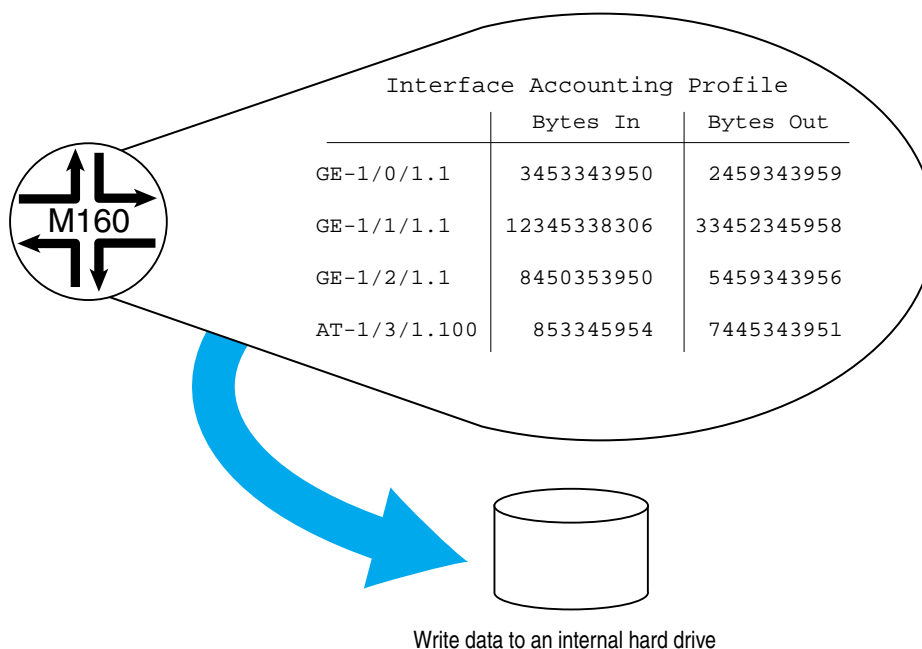 Interface Accounting Profile
Bytes In Bytes Out
GE-1/0/1.1 3453343950 2459343959
GE-1/1/1.1 12345338306 33452345958
GE-1/2/1.1 8450353950 5459343956
AT-1/3/1.100 853345954 7445343951
M160
Write data to an internal hard drive